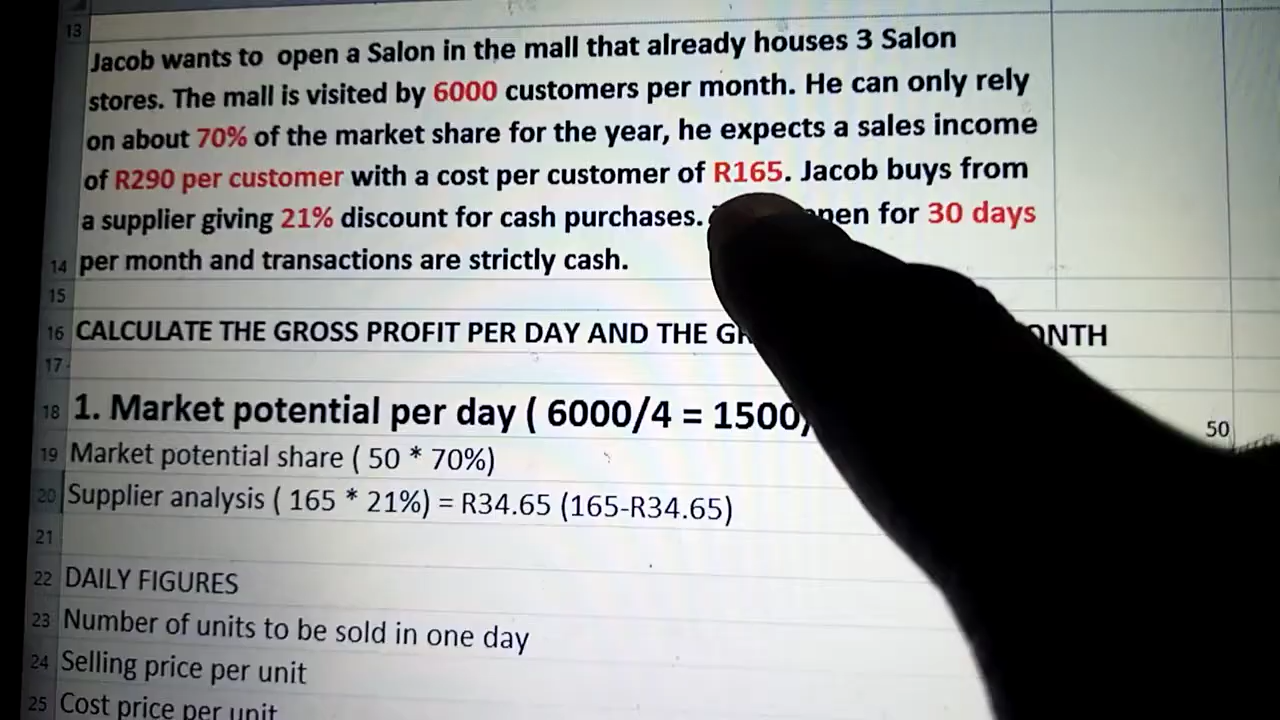 13
Jacob wants to open a Salon in the mall that already houses 3 Salon
stores. The mall is visited by 6000 customers per month. He can only rely
on about 70% of the market share for the year, he expects a sales income
of R290 per customer with a cost per customer of R165. Jacob buys from
a supplier giving 21% discount for cash purchases. for 30 days
14 per month and transactions are strictly cash.
15
16 CALCULATE THE GROSS PROFIT PER DAY AND THE
17
18 1. Market potential per day ( 6000/4 = 1500 50
19 Market potential share ( 50 * 70%)
20 Supplier analysis ( 165 * 21%) = R34.65 (165-R34.65)
21
22 DAILY FIGURES
23 Number of units to be sold in one day
24 Selling price per unit
25 Cost price per unit